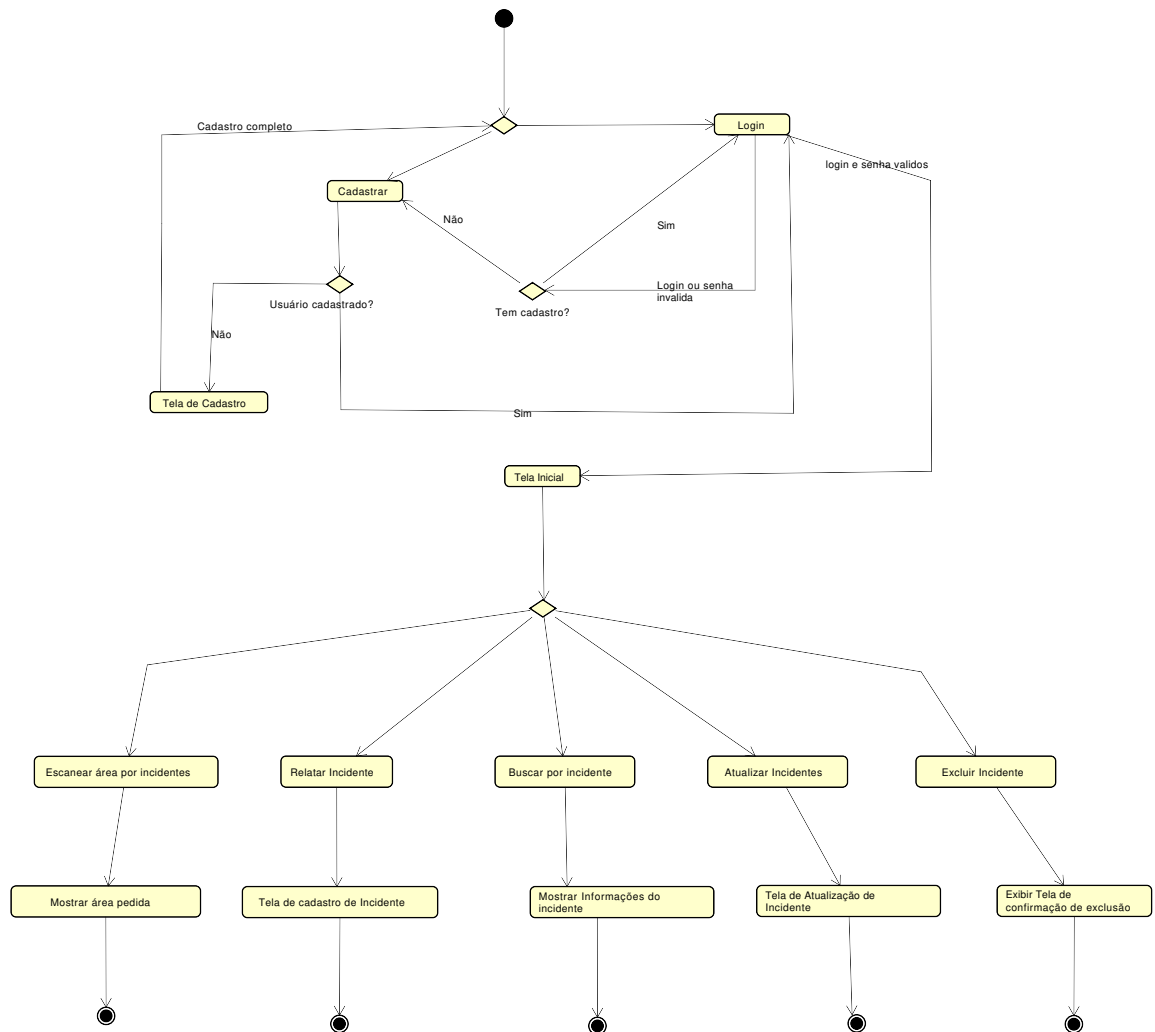 Cadastro completo
Login
login e senha validos
Cadastrar
Não
Sim
Login ou senha
invalida
Usuário cadastrado?
Tem cadastro?
Não
Tela de Cadastro
Sim
Tela Inicial
Escanear área por incidentes
Relatar Incidente
Buscar por incidente
Atualizar Incidentes
Excluir Incidente
Mostrar área pedida
Tela de cadastro de Incidente
Mostrar Informações do
incidente
Tela de Atualização de
Incidente
Exibir Tela de
confirmação de exclusão